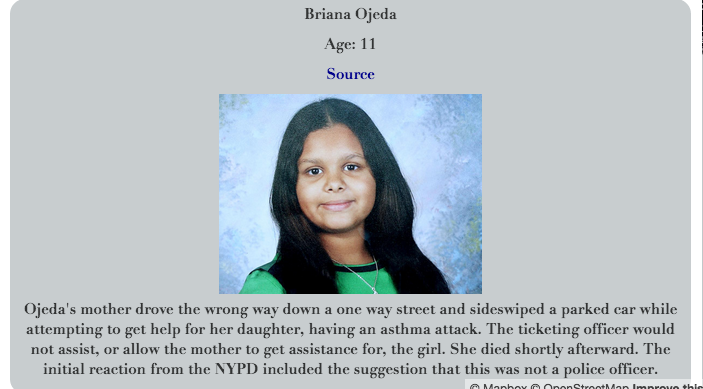 Briana Ojeda
Age: 11
Source
Ojeda's mother drove the wrong way down a one way street and sideswiped a parked car while
attempting to get help for her daughter, having an asthma attack. The ticketing officer would
not assist, or allow the mother to get assistance for, the girl. She died shortly afterward. The
initial reaction from the NYPD included the suggestion that this was not a police officer.
© Mapbox © OpenStreetMap Improve this